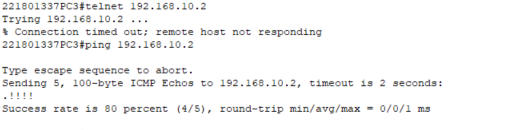 221801337PC3#telnet 192.168.10.2
Trying 192.168.10.2 ...
% Connection timed out; remote host not responding
221801337PC3#ping 192.168.10.2
Type escape sequence to abort.
Sending 5, 100-byte ICMP Echos to 192.168.10.2, timeout is 2 seconds:
.!!!!
Success rate is 80 percent (4/5), round-trip min/avg/max = 0/0/1 ms